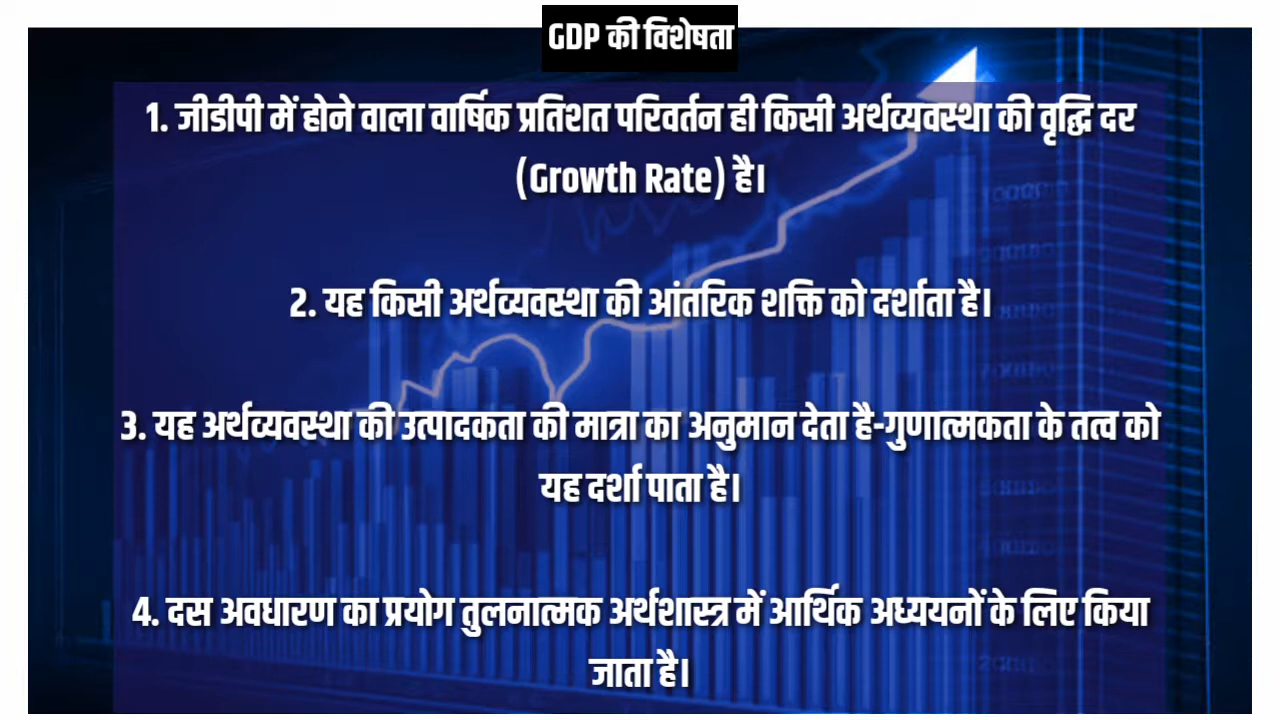 GDP की विशेषता
1. जीडीपी में होने वाला वार्षिक प्रतिशत परिवर्तन ही किसी अर्थव्यवस्था की वृद्धि दर
(Growth Rate) है।
2. यह किसी अर्थव्यवस्था की आंतरिक शक्ति को दर्शाता है।
3. यह अर्थव्यवस्था की उत्पादकता की मात्रा का अनुमान देता है-गुणात्मकता के तत्व को
यह दर्शा पाता है।
4. दस अवधारण का प्रयोग तुलनात्मक अर्थशास्त्र में आर्थिक अध्ययनों के लिए किया
जाता है।